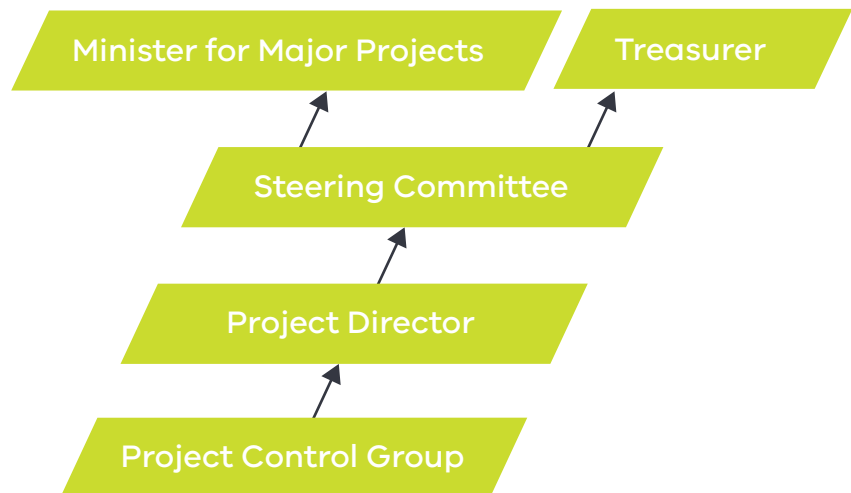 Minister for Major Projects
Treasurer
Steering Committee
Project Director
Project Control Group